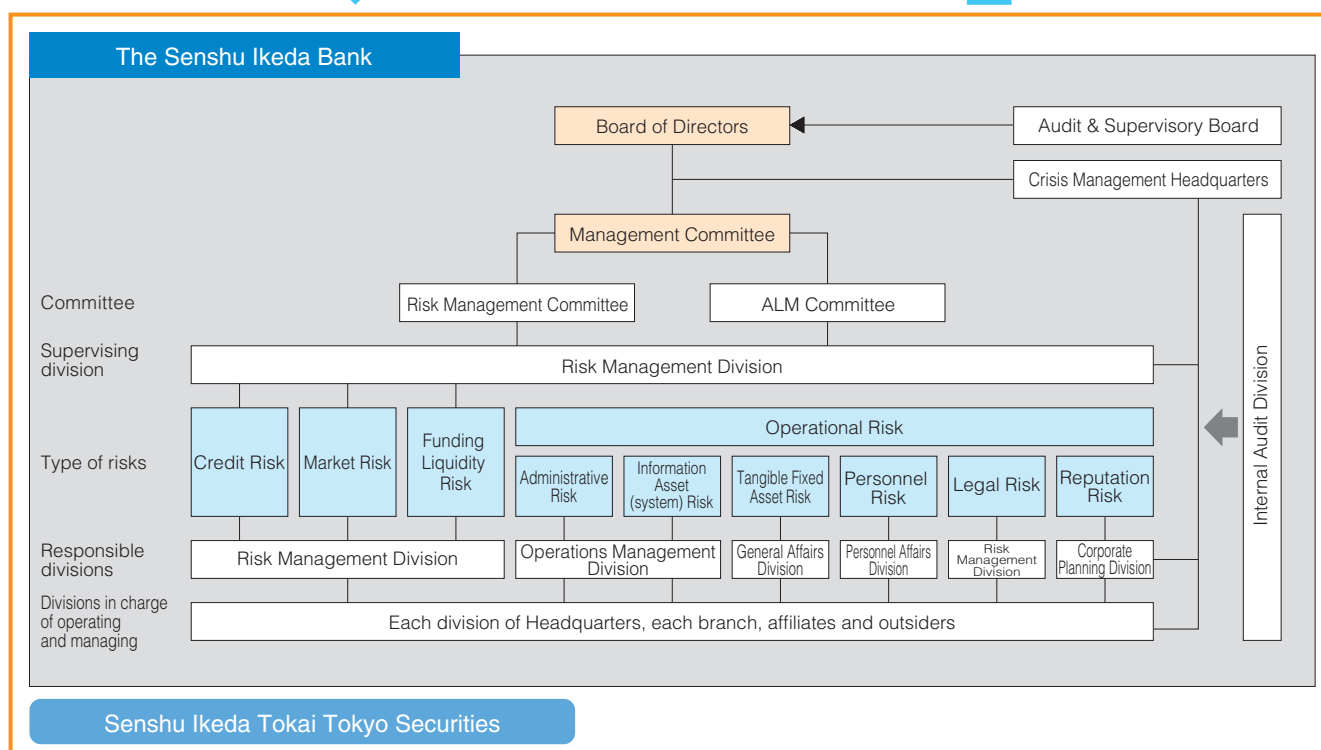 The Senshu Ikeda Bank
Board of Directors
Audit & Supervisory Board
Crisis Management Headquarters
Management Committee
Committee
Risk Management Committee
ALM Committee
Supervising
division
Risk Management Division
Internal Audit Division
Type of risks
Credit Risk
Market Risk
Funding
Liquidity
Risk
Operational Risk
Administrative
Risk
Information
Asset
(system) Risk
Tangible Fixed
Asset Risk
Personnel
Risk
Legal Risk
Reputation
Risk
Responsible
divisions
Risk Management Division
Operations Management
Division
General Affairs
Division
Personnel Affairs
Division
Risk
Management
Division
Corporate
Planning Division
Divisions in charge
of operating
and managing
Each division of Headquarters, each branch, affiliates and outsiders
Senshu Ikeda Tokai Tokyo Securities